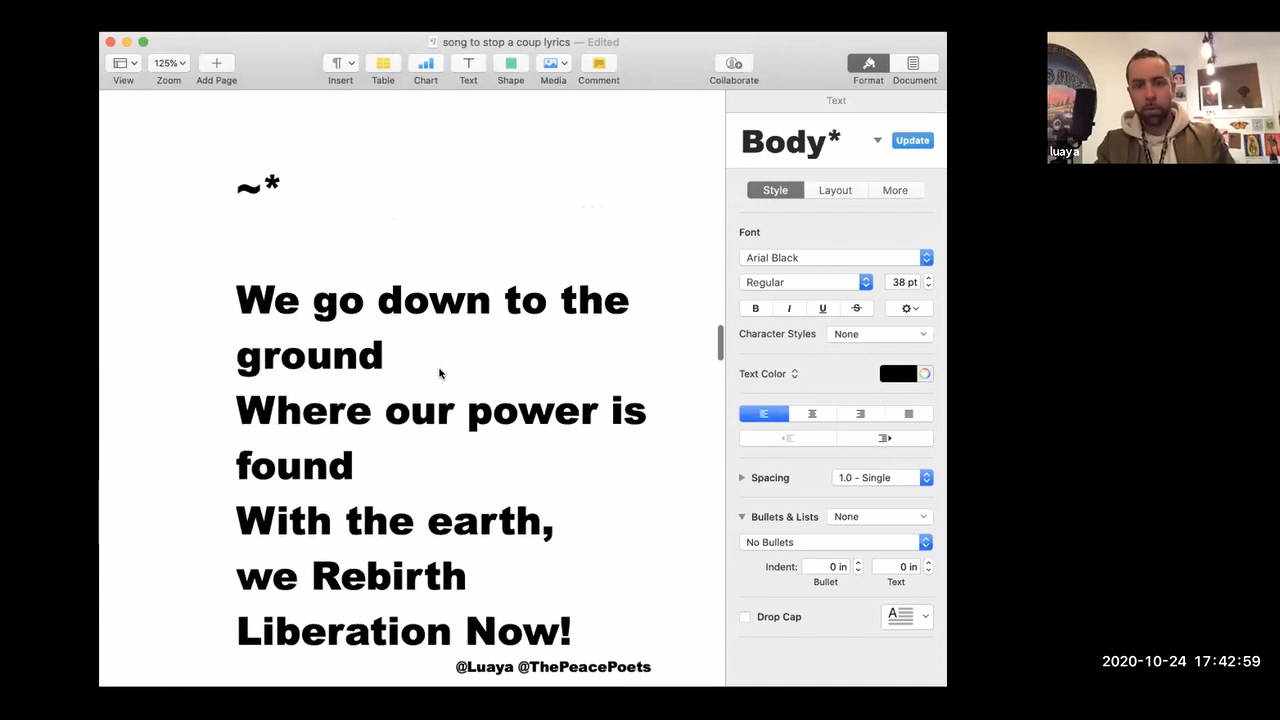 song to stop a coup lyrics — Edited
View
125%
Zoom
Add Page
Insert
Table
Chart
Text
Shape
Media
Comment
Collaborate
Format
Document
Text
Body*
Update
Style
Layout
More
Font
Arial Black
Regular
38 pt
B I U S
Character Styles
None
Text Color
Spacing
1.0 - Single
Bullets & Lists
None
No Bullets
Indent:
0 in
0 in
Bullet
Text
Drop Cap
A
~*
We go down to the
ground
Where our power is
found
With the earth,
we Rebirth
Liberation Now!
@Luaya @ThePeacePoets
luaya
2020-10-24 17:42:59